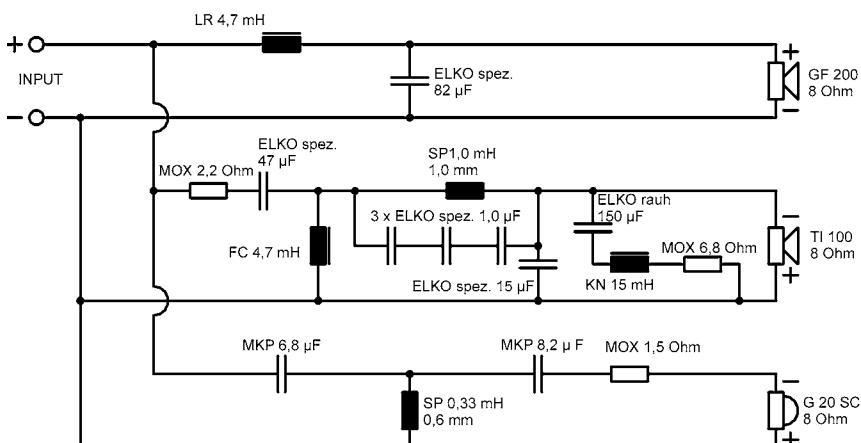 LR 4,7 mH
+
INPUT
−
ELKO spez.
82 µF
+
GF 200
8 Ohm
−
MOX 2,2 Ohm
ELKO spez.
47 µF
SP1,0 mH
1,0 mm
3 x ELKO spez. 1,0 µF
FC 4,7 mH
ELKO spez. 15 µF
ELKO rauh
150 µF
MOX 6,8 Ohm
KN 15 mH
−
TI 100
8 Ohm
+
MKP 6,8 µF
MKP 8,2 µ F
MOX 1,5 Ohm
SP 0,33 mH
0,6 mm
−
G 20 SC
8 Ohm
+